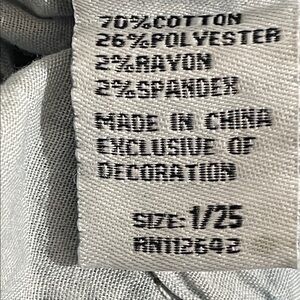 70%COTTON
26%POLYESTER
2%RAYON
2%SPANDEX
MADE IN CHINA
EXCLUSIVE OF
DECORATION
SIZE: 1/25
RN112642